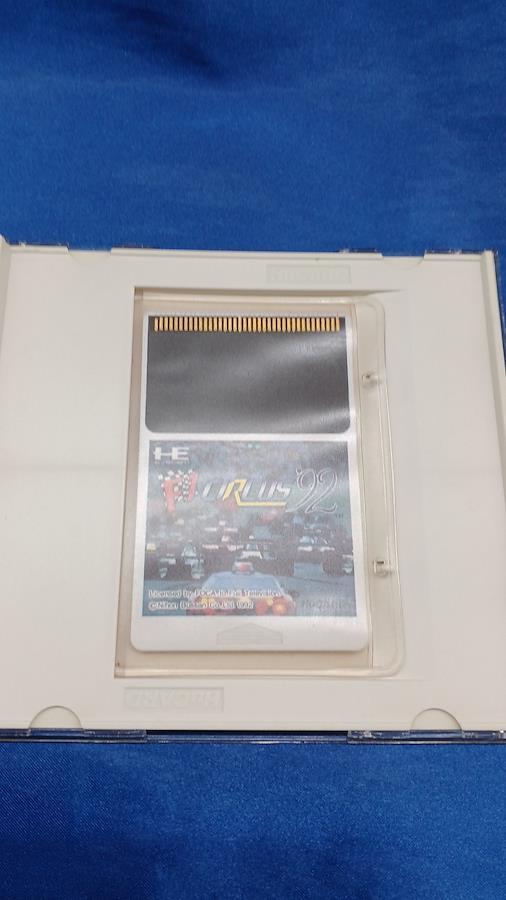 HE
F1 CIRCUS '92
Licensed by FOCA to Fuji Television
©Nihon Bussan Co.,Ltd. 1992